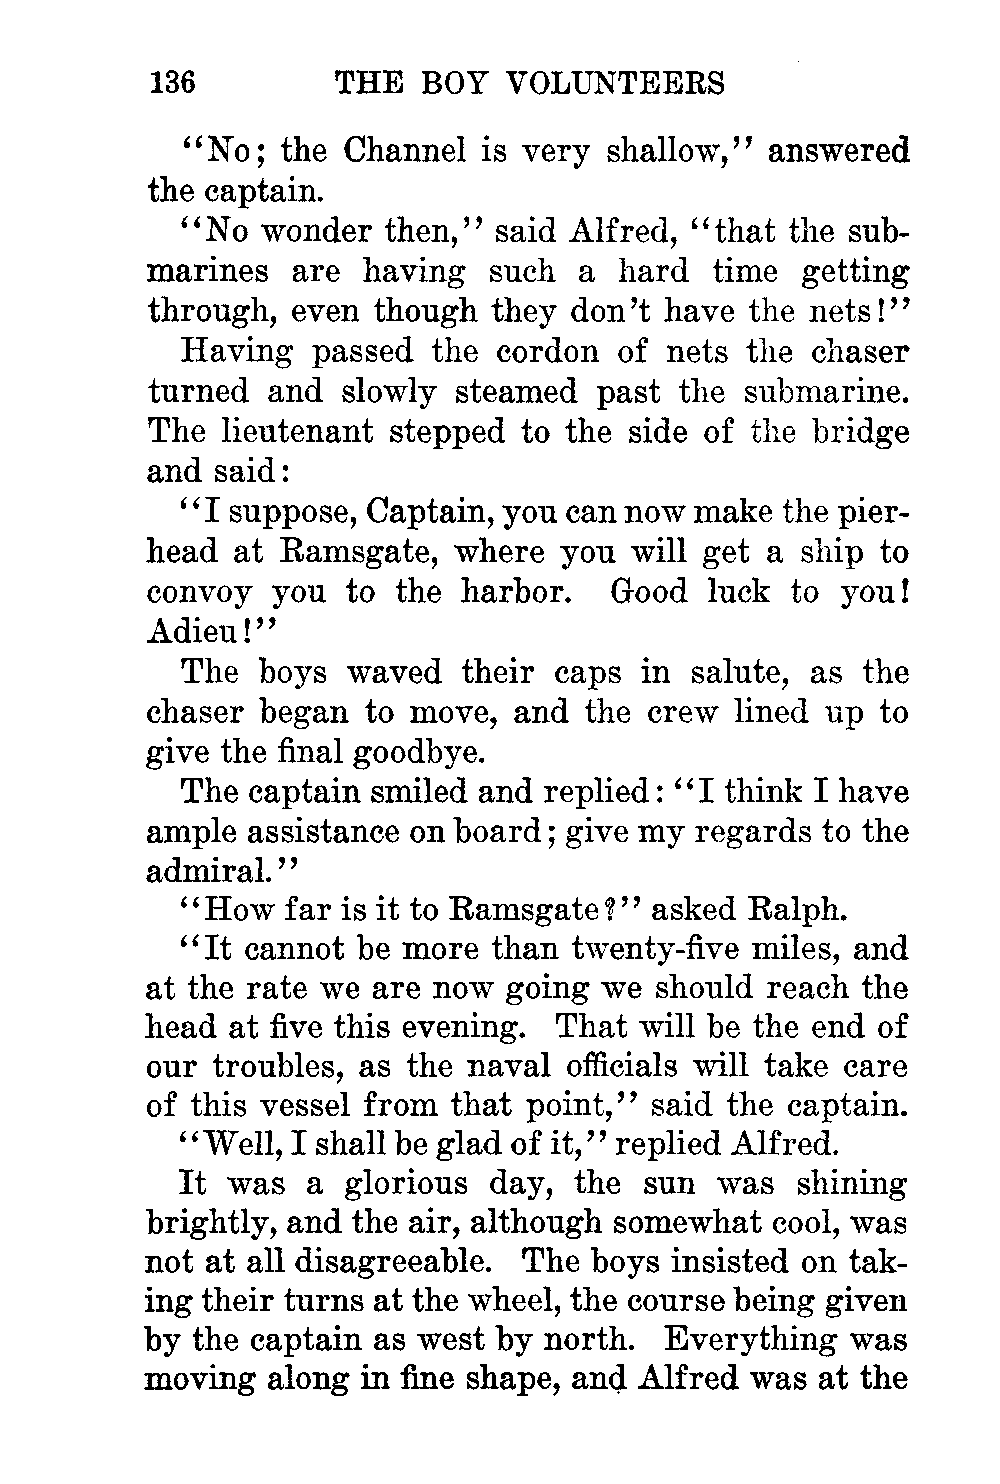 136 THE BOY VOLUNTEERS
"No; the Channel is very shallow," answered
the captain.
"No wonder then," said Alfred, "that the sub-
marines are having such a hard time getting
through, even though they don't have the nets!"
Having passed the cordon of nets the chaser
turned and slowly steamed past the submarine.
The lieutenant stepped to the side of the bridge
and said:
"I suppose, Captain, you can now make the pier-
head at Ramsgate, where you will get a ship to
convoy you to the harbor. Good luck to you!
Adieu!"
The boys waved their caps in salute, as the
chaser began to move, and the crew lined up to
give the final goodbye.
The captain smiled and replied: "I think I have
ample assistance on board; give my regards to the
admiral."
"How far is it to Ramsgate?" asked Ralph.
"It cannot be more than twenty-five miles, and
at the rate we are now going we should reach the
head at five this evening. That will be the end of
our troubles, as the naval officials will take care
of this vessel from that point," said the captain.
"Well, I shall be glad of it," replied Alfred.
It was a glorious day, the sun was shining
brightly, and the air, although somewhat cool, was
not at all disagreeable. The boys insisted on tak-
ing their turns at the wheel, the course being given
by the captain as west by north. Everything was
moving along in fine shape, and Alfred was at the